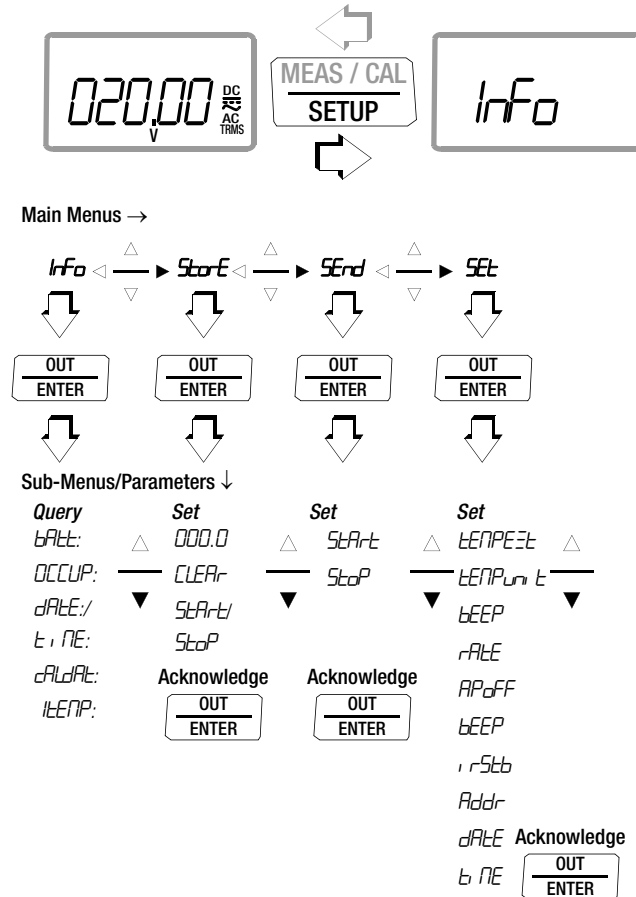 020.00 V DC AC TRMS
MEAS / CAL
SETUP
InFo
Main Menus →
InFo StorE SEnd SEt
OUT OUT OUT OUT
ENTER ENTER ENTER ENTER
Sub-Menus/Parameters ↓
Query Set Set Set
bAtt: 000.0 StArt tEMPEXt
OCCUP: CLEAr StoP tEMPunit
dAtE:/ StArt/ bEEP
tiME: StoP rAtE
cALdAt: Acknowledge Acknowledge APoFF
ItEMP: OUT OUT bEEP
ENTER ENTER irStb
Addr
dAtE Acknowledge
tiME OUT
ENTER